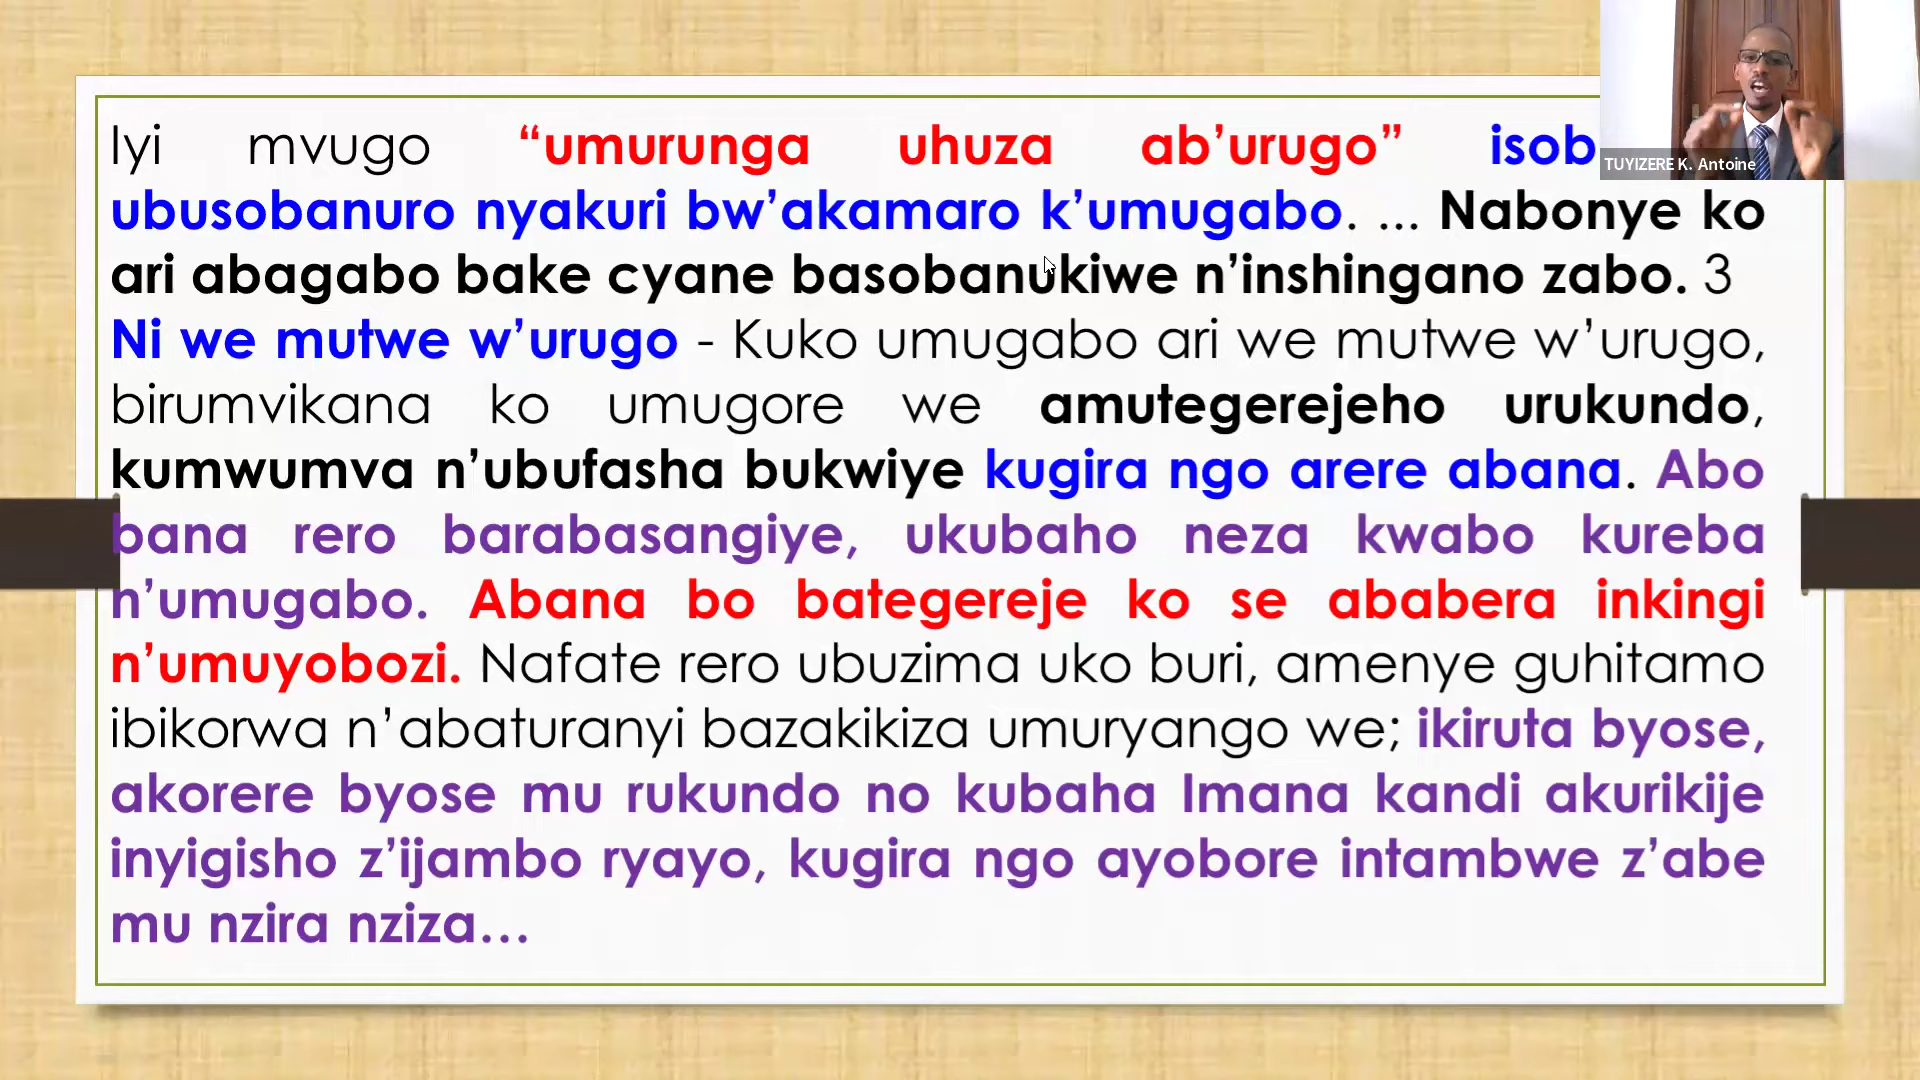 Iyi mvugo “umurunga uhuza ab’urugo”
ubusobanuro nyakuri bw’akamaro k’umugabo. ... Nabonye ko
ari abagabo bake cyane basobanukiwe n’inshingano zabo. 3
Ni we mutwe w’urugo - Kuko umugabo ari we mutwe w’urugo,
birumvikana ko umugore we amutegerejeho urukundo,
kumwumva n’ubufasha bukwiye kugira ngo arere abana. Abo
bana rero barabasangiye, ukubaho neza kwabo kureba
n’umugabo. Abana bo bategereje ko se ababera inkingi
n’umuyobozi. Nafate rero ubuzima uko buri, amenye guhitamo
ibikorwa n’abaturanyi bazakikiza umuryango we; ikiruta byose,
akorere byose mu rukundo no kubaha Imana kandi akurikije
inyigisho z’ijambo ryayo, kugira ngo ayobore intambwe z’abe
mu nzira nziza…
TUYIZERE K. Antoine